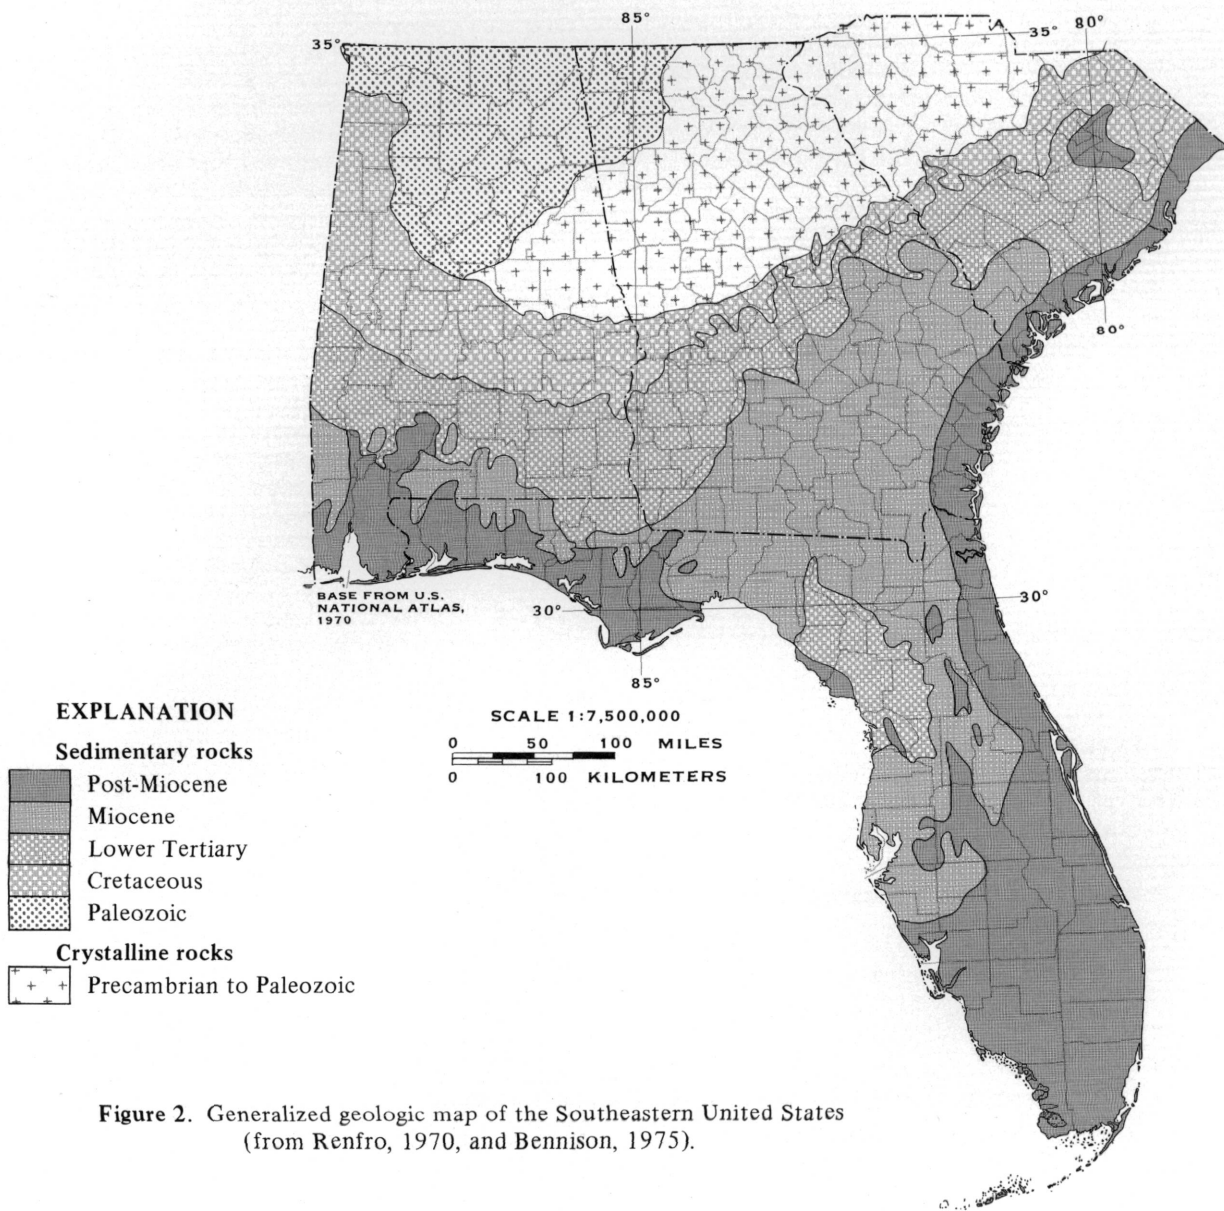 85°
80°
35°
35°
80°
BASE FROM U.S.
NATIONAL ATLAS,
1970
30°
30°
85°
EXPLANATION
Sedimentary rocks
Post-Miocene
Miocene
Lower Tertiary
Cretaceous
Paleozoic
Crystalline rocks
Precambrian to Paleozoic
SCALE 1:7,500,000
0 50 100 MILES
0 100 KILOMETERS
Figure 2. Generalized geologic map of the Southeastern United States
(from Renfro, 1970, and Bennison, 1975).